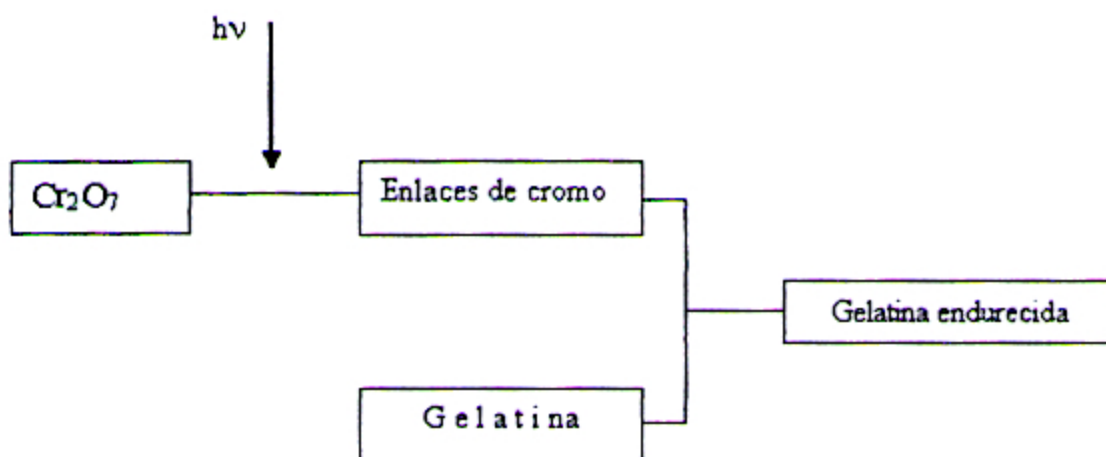 hν
Cr₂O₇
Enlaces de cromo
Gelatina endurecida
Gelatina